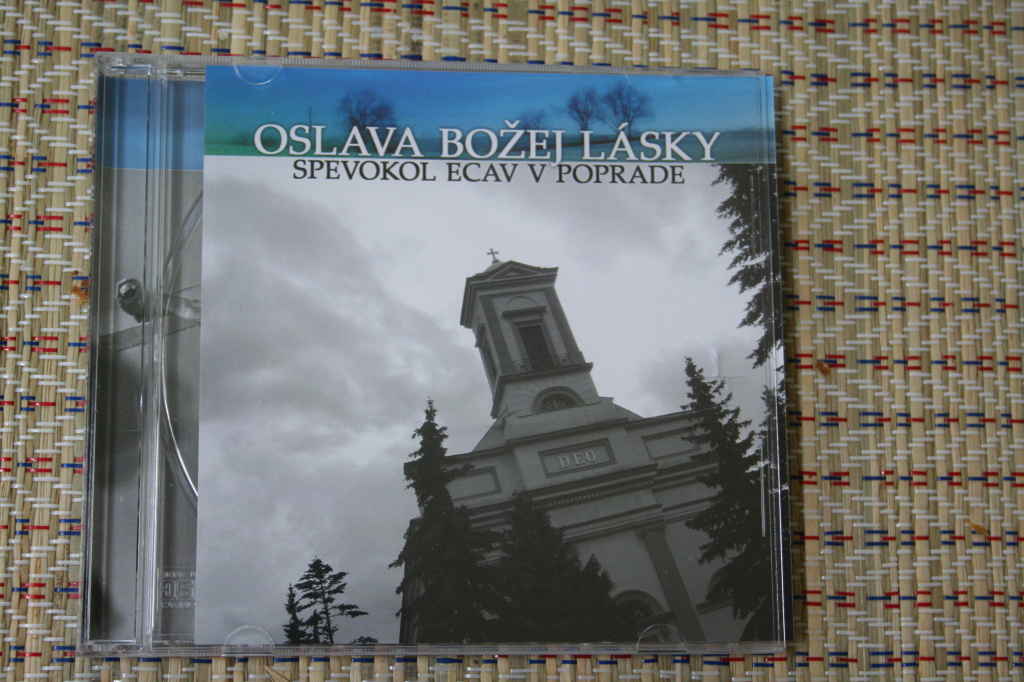 OSLAVA BOŽEJ LÁSKY
SPEVOKOL ECAV V POPRADE
DEO